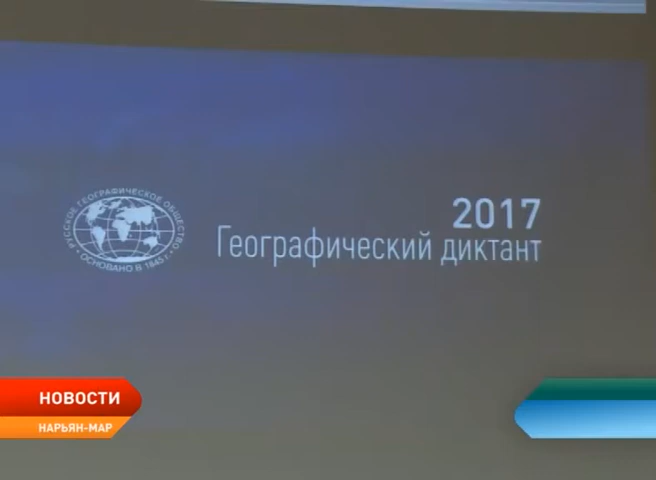 РУССКОЕ ГЕОГРАФИЧЕСКОЕ ОБЩЕСТВО
• ОСНОВАНО В 1845 г. •
2017
Географический диктант
НОВОСТИ
НАРЬЯН-МАР